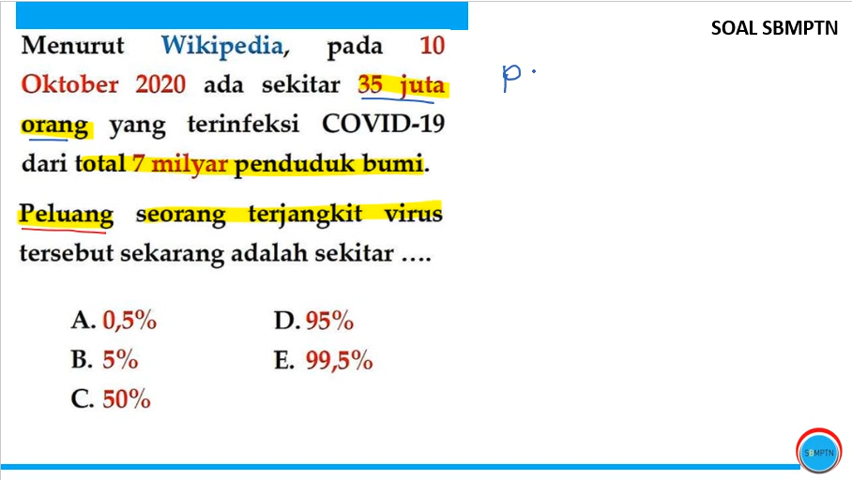 SOAL SBMPTN
Menurut Wikipedia, pada 10
Oktober 2020 ada sekitar 35 juta
orang yang terinfeksi COVID-19
dari total 7 milyar penduduk bumi.
Peluang seorang terjangkit virus
tersebut sekarang adalah sekitar ....
A. 0,5%
B. 5%
C. 50%
D. 95%
E. 99,5%
P
SBMPTN